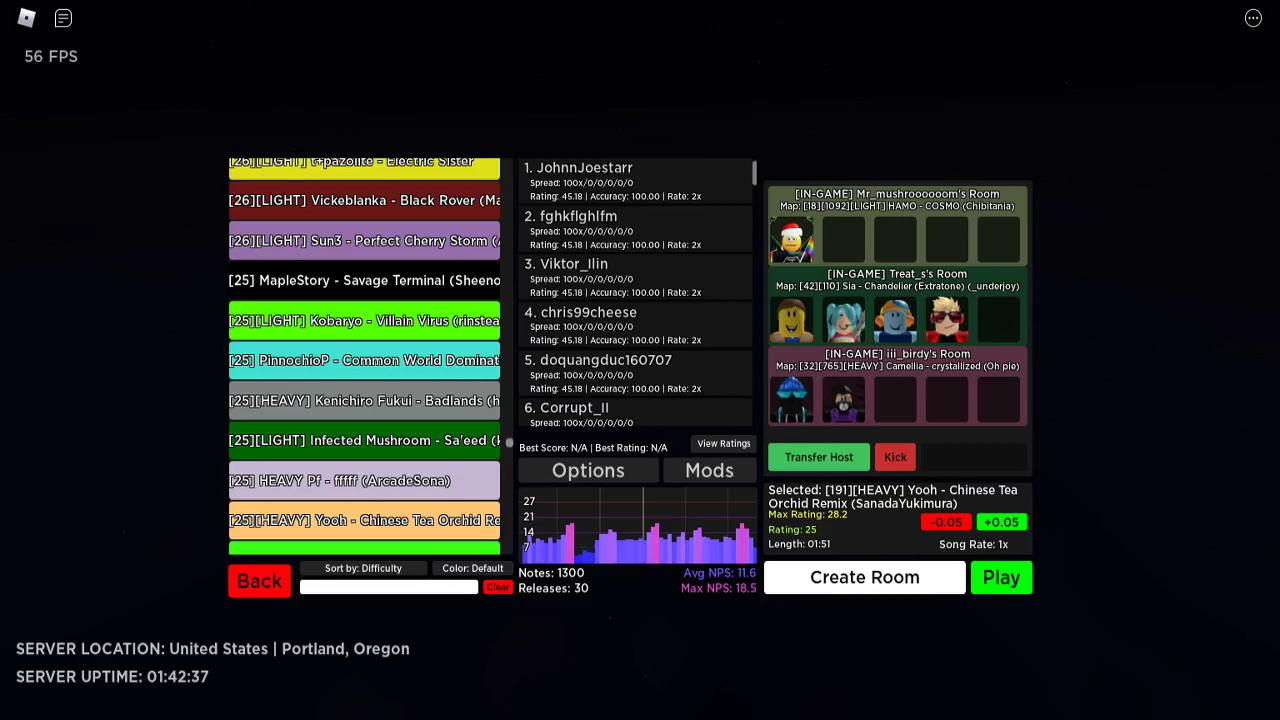 56 FPS
[26][LIGHT] t+pazolite - Electric Sister
[26][LIGHT] Vickeblanka - Black Rover (Ma
[26][LIGHT] Sun3 - Perfect Cherry Storm (
[25] MapleStory - Savage Terminal (Sheeno
[25][LIGHT] Kobaryo - Villain Virus (rinstea
[25] PinnochioP - Common World Dominat
[25][HEAVY] Kenichiro Fukui - Badlands (h
[25][LIGHT] Infected Mushroom - Sa'eed (k
[25] HEAVY Pf - fffff (ArcadeSona)
[25][HEAVY] Yooh - Chinese Tea Orchid Re
Back
Sort by: Difficulty
Color: Default
Clear
1. JohnnJoestarr
Spread: 100x/0/0/0/0/0
Rating: 45.18 | Accuracy: 100.00 | Rate: 2x
2. fghkflghlfm
Spread: 100x/0/0/0/0/0
Rating: 45.18 | Accuracy: 100.00 | Rate: 2x
3. Viktor_Ilin
Spread: 100x/0/0/0/0/0
Rating: 45.18 | Accuracy: 100.00 | Rate: 2x
4. chris99cheese
Spread: 100x/0/0/0/0/0
Rating: 45.18 | Accuracy: 100.00 | Rate: 2x
5. doquangduc160707
Spread: 100x/0/0/0/0/0
Rating: 45.18 | Accuracy: 100.00 | Rate: 2x
6. Corrupt_II
Spread: 100x/0/0/0/0/0
Best Score: N/A | Best Rating: N/A
View Ratings
Options
Mods
27
21
14
7
Notes: 1300
Avg NPS: 11.6
Releases: 30
Max NPS: 18.5
[IN-GAME] Mr_mushroooooom's Room
Map: [18][1092][LIGHT] HAMO - COSMO (Chibitania)
[IN-GAME] Treat_s's Room
Map: [42][110] Sia - Chandelier (Extratone) (_underjoy)
[IN-GAME] iii_birdy's Room
Map: [32][765][HEAVY] Camellia - crystallized (Oh pie)
Transfer Host
Kick
Selected: [191][HEAVY] Yooh - Chinese Tea
Orchid Remix (SanadaYukimura)
Max Rating: 28.2
Rating: 25
-0.05
+0.05
Length: 01:51
Song Rate: 1x
Create Room
Play
SERVER LOCATION: United States | Portland, Oregon
SERVER UPTIME: 01:42:37